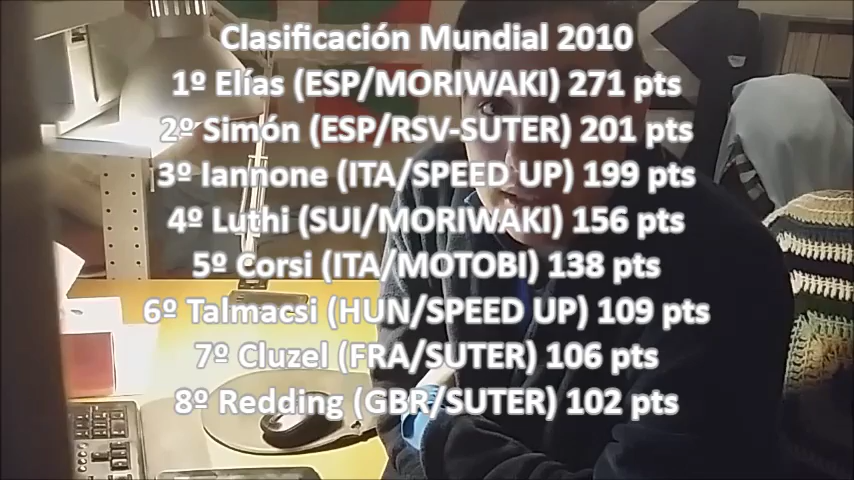 Clasificación Mundial 2010
1º Elías (ESP/MORIWAKI) 271 pts
2º Simón (ESP/RSV-SUTER) 201 pts
3º Iannone (ITA/SPEED UP) 199 pts
4º Luthi (SUI/MORIWAKI) 156 pts
5º Corsi (ITA/MOTOBI) 138 pts
6º Talmacsi (HUN/SPEED UP) 109 pts
7º Cluzel (FRA/SUTER) 106 pts
8º Redding (GBR/SUTER) 102 pts